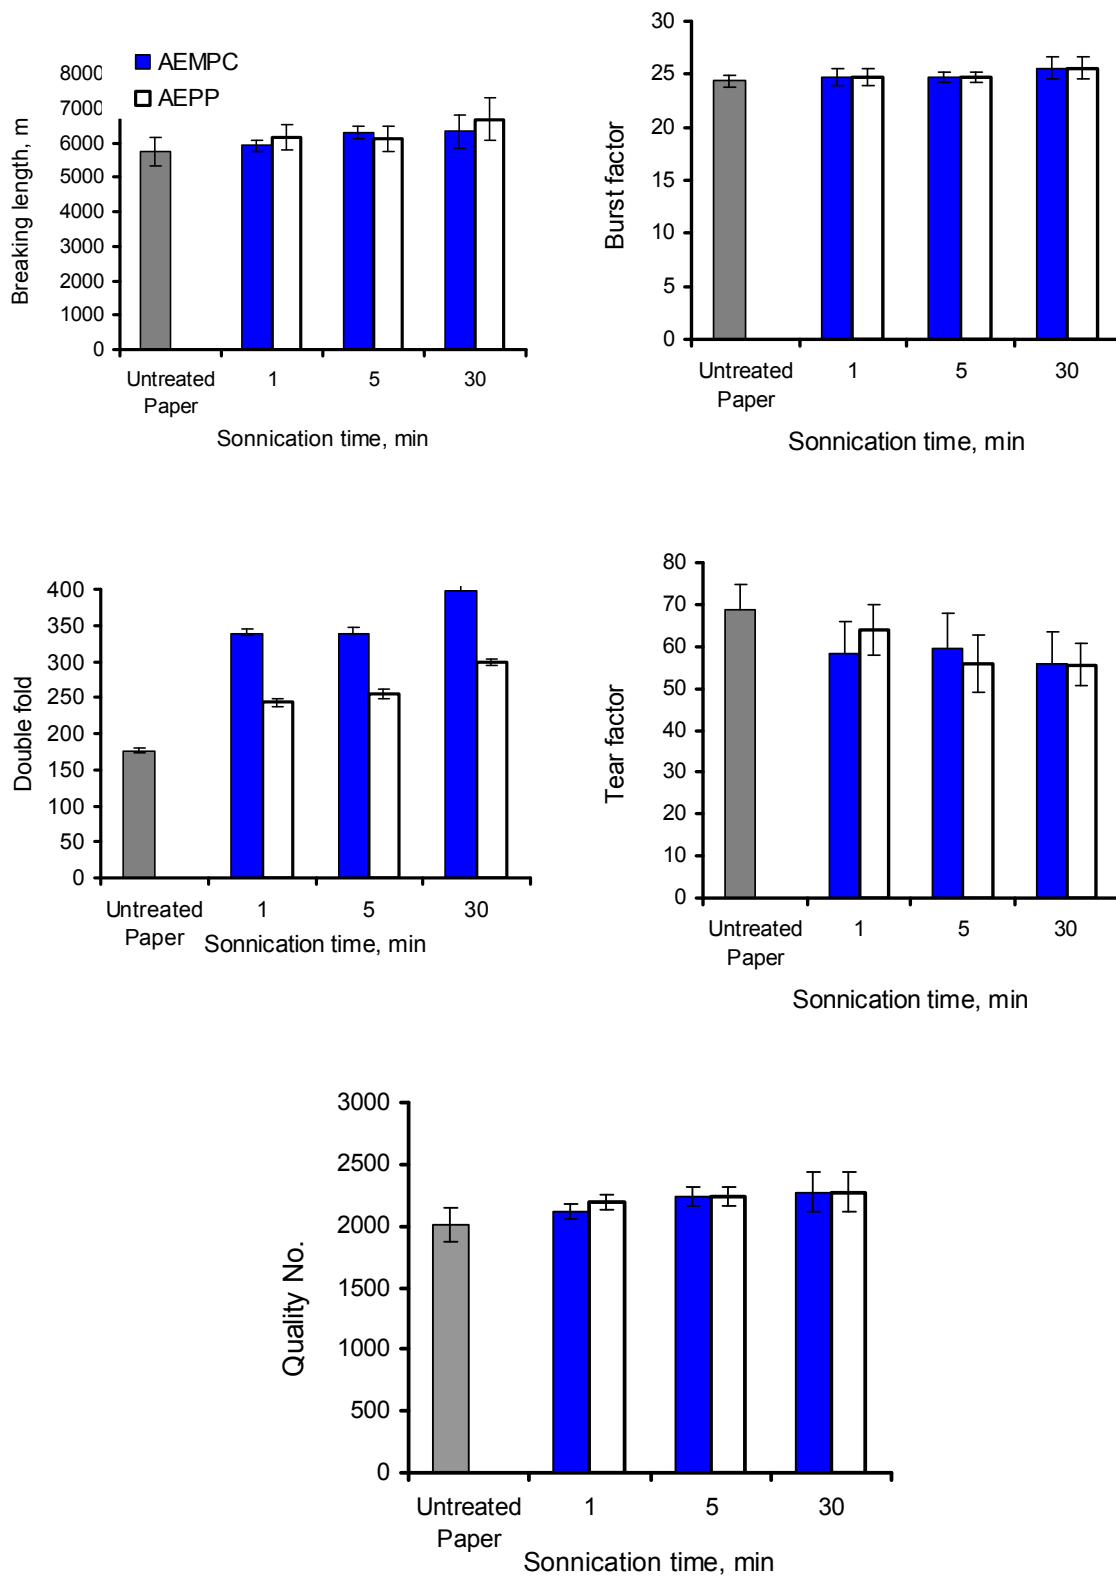 AEMPC
AEPP
Breaking length, m
8000
7000
6000
5000
4000
3000
2000
1000
0
Untreated
Paper
1
5
30
Sonnication time, min
Burst factor
30
25
20
15
10
5
0
Untreated
Paper
1
5
30
Sonnication time, min
Double fold
400
350
300
250
200
150
100
50
0
Untreated
Paper
1
5
30
Sonnication time, min
Tear factor
80
70
60
50
40
30
20
10
0
Untreated
Paper
1
5
30
Sonnication time, min
Quality No.
3000
2500
2000
1500
1000
500
0
Untreated
Paper
1
5
30
Sonnication time, min